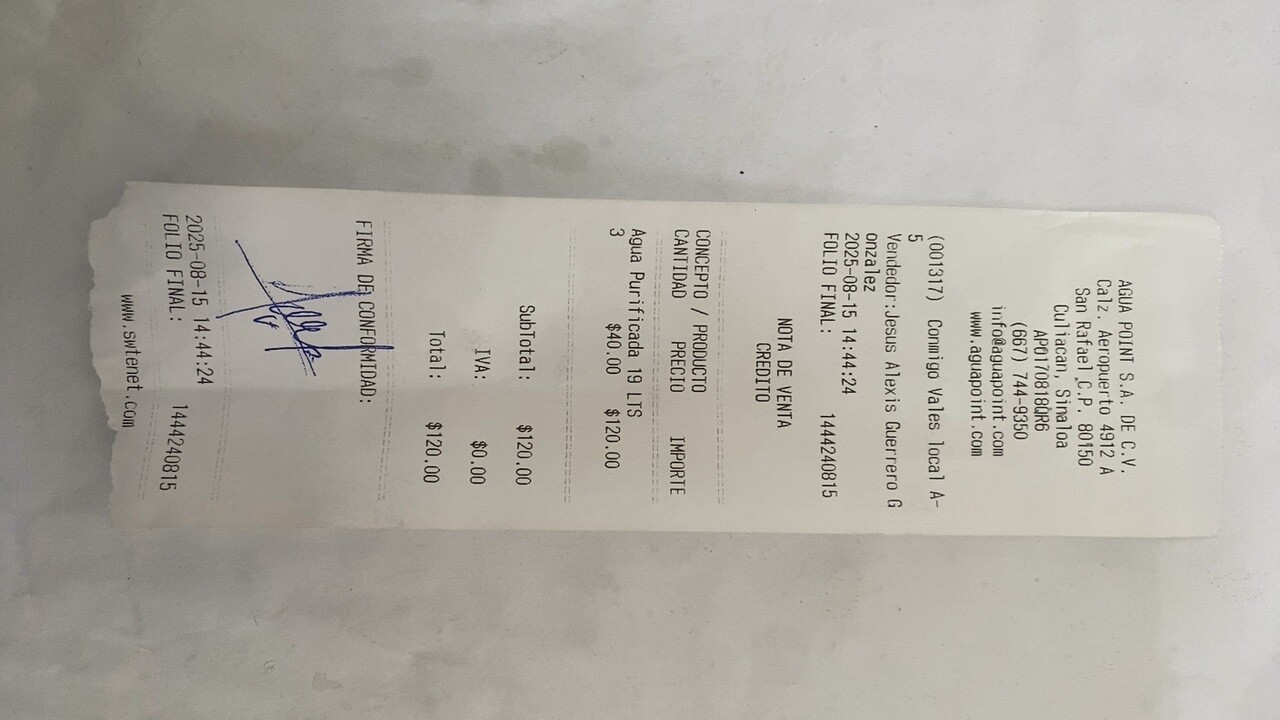 AGUA POINT S.A. DE C.V.
Calz. Aeropuerto 4912 A
San Rafael C.P. 80150
Culiacan, Sinaloa
APO170818QR6
(667) 744-9350
info@aguapoint.com
www.aguapoint.com
(001317) Conmigo Vales local A-
5
Vendedor:Jesus Alexis Guerrero G
onzalez
2025-08-15 14:44:24
FOLIO FINAL: 1444240815
NOTA DE VENTA
CREDITO
CONCEPTO / PRODUCTO
CANTIDAD PRECIO IMPORTE
Agua Purificada 19 LTS
3 $40.00 $120.00
SubTotal: $120.00
IVA: $0.00
Total: $120.00
FIRMA DE CONFORMIDAD:
2025-08-15 14:44:24
FOLIO FINAL: 1444240815
www.swtenet.com